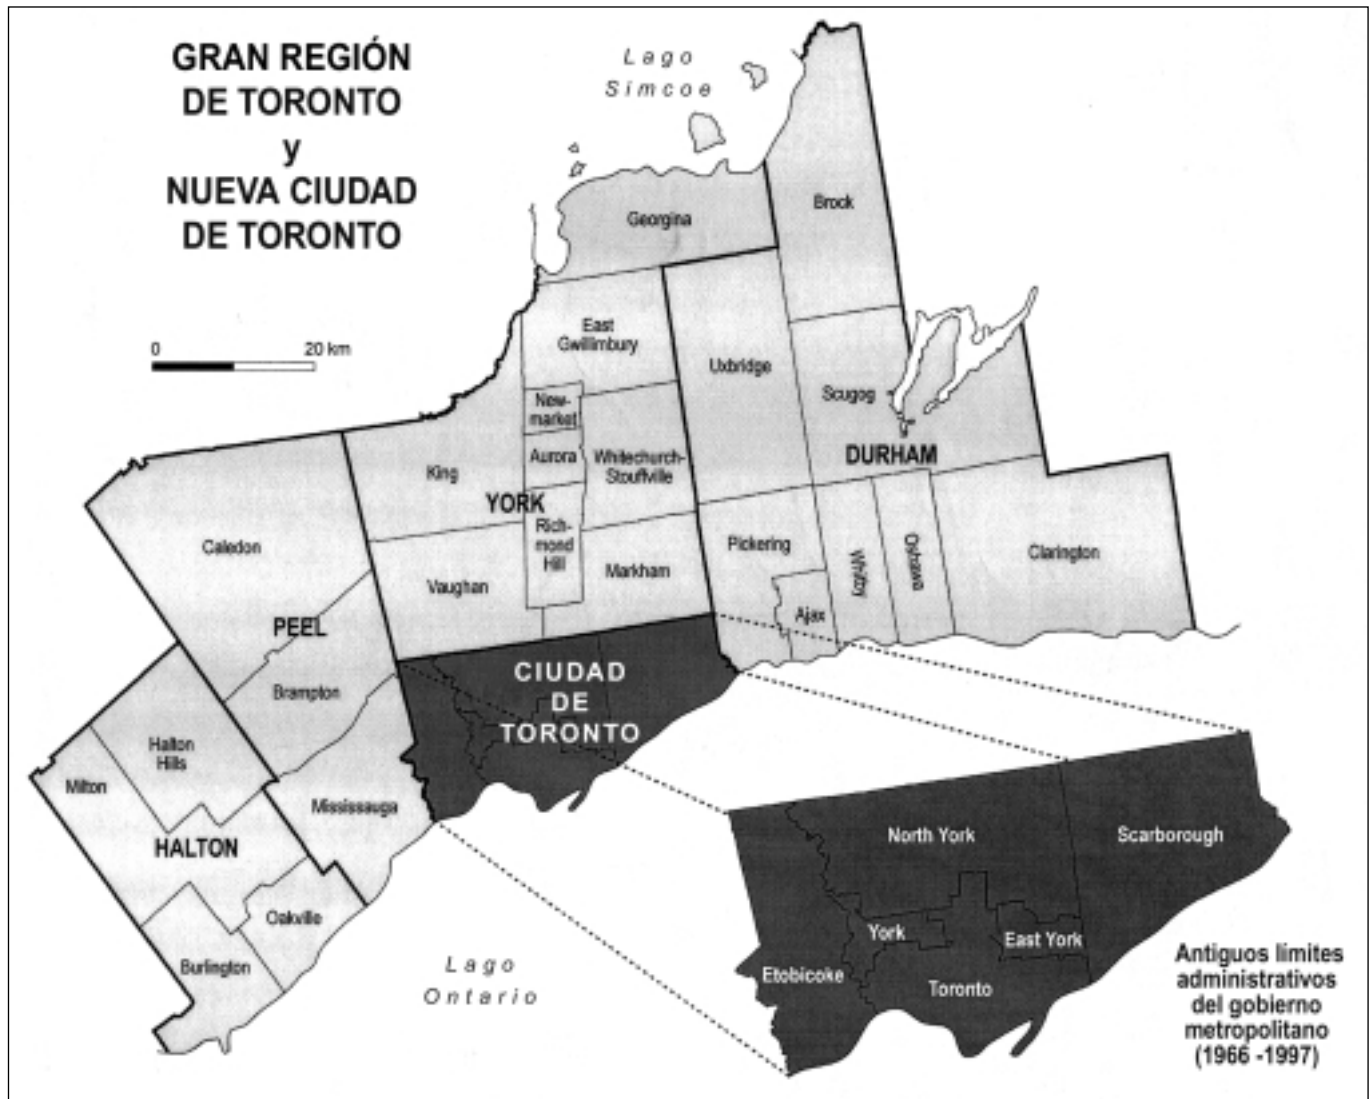 GRAN REGIÓN
DE TORONTO
y
NUEVA CIUDAD
DE TORONTO
Lago
Simcoe
0 20 km
Georgina
Brock
East
Gwillimbury
Uxbridge
Scugog
New-
market
Aurora
Whitechurch-
Stouffville
King
YORK
DURHAM
Rich-
mond
Hill
Caledon
Vaughan
Markham
Pickering
Ajax
Whitby
Oshawa
Clarington
PEEL
Brampton
CIUDAD
DE
TORONTO
Halton
Hills
Milton
Mississauga
HALTON
Oakville
Burlington
Lago
Ontario
North York
Scarborough
York
East York
Etobicoke
Toronto
Antiguos limites
administrativos
del gobierno
metropolitano
(1966 -1997)